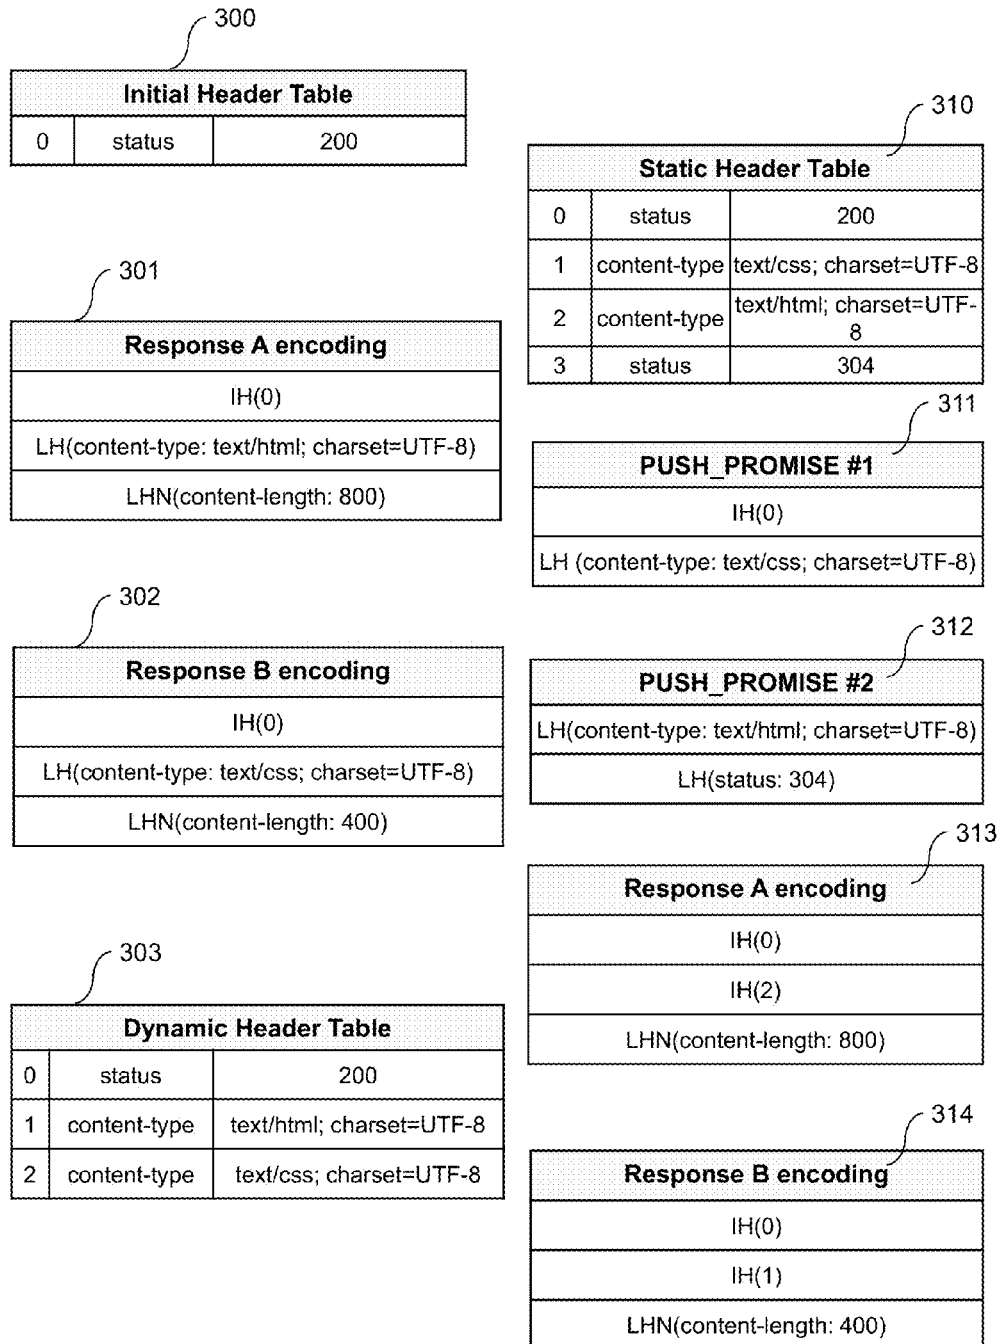 300
Initial Header Table
0 status 200
301
Response A encoding
IH(0)
LH(content-type: text/html; charset=UTF-8)
LHN(content-length: 800)
302
Response B encoding
IH(0)
LH(content-type: text/css; charset=UTF-8)
LHN(content-length: 400)
303
Dynamic Header Table
0 status 200
1 content-type text/html; charset=UTF-8
2 content-type text/css; charset=UTF-8
310
Static Header Table
0 status 200
1 content-type text/css; charset=UTF-8
2 content-type text/html; charset=UTF-
8
3 status 304
311
PUSH_PROMISE #1
IH(0)
LH (content-type: text/css; charset=UTF-8)
312
PUSH_PROMISE #2
LH(content-type: text/html; charset=UTF-8)
LH(status: 304)
313
Response A encoding
IH(0)
IH(2)
LHN(content-length: 800)
314
Response B encoding
IH(0)
IH(1)
LHN(content-length: 400)